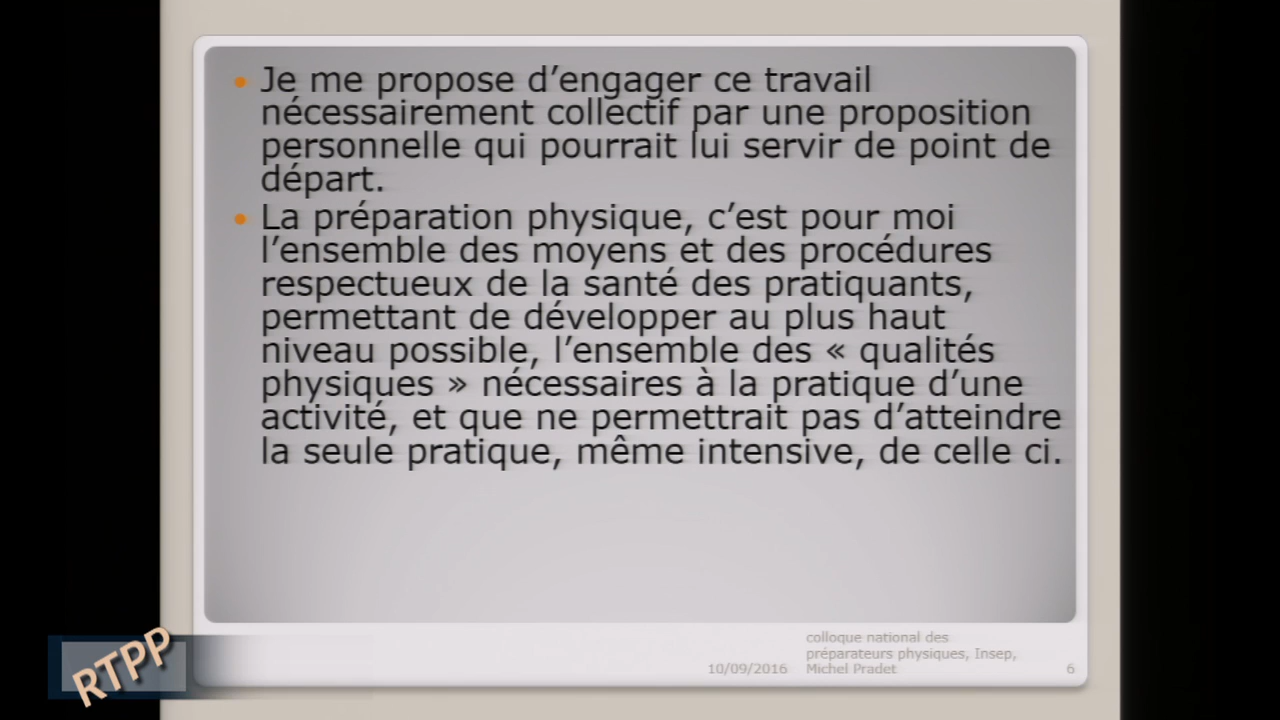 • Je me propose d’engager ce travail
nécessairement collectif par une proposition
personnelle qui pourrait lui servir de point de
départ.
• La préparation physique, c’est pour moi
l’ensemble des moyens et des procédures
respectueux de la santé des pratiquants,
permettant de développer au plus haut
niveau possible, l’ensemble des « qualités
physiques » nécessaires à la pratique d’une
activité, et que ne permettrait pas d’atteindre
la seule pratique, même intensive, de celle ci.
colloque national des
préparateurs physiques, Insep,
10/09/2016 Michel Pradet 6
RTPP